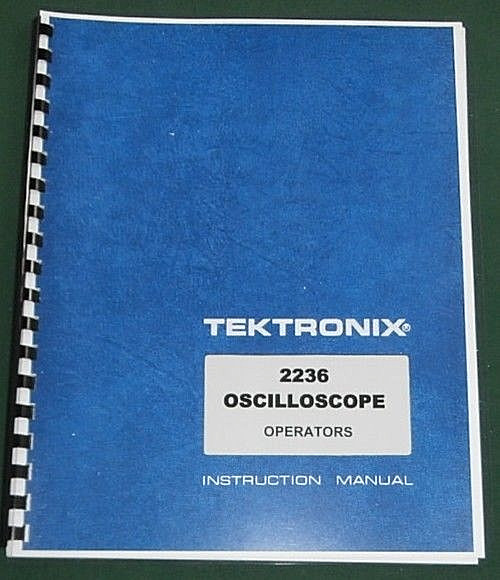 TEKTRONIX®
2236
OSCILLOSCOPE
OPERATORS
INSTRUCTION MANUAL